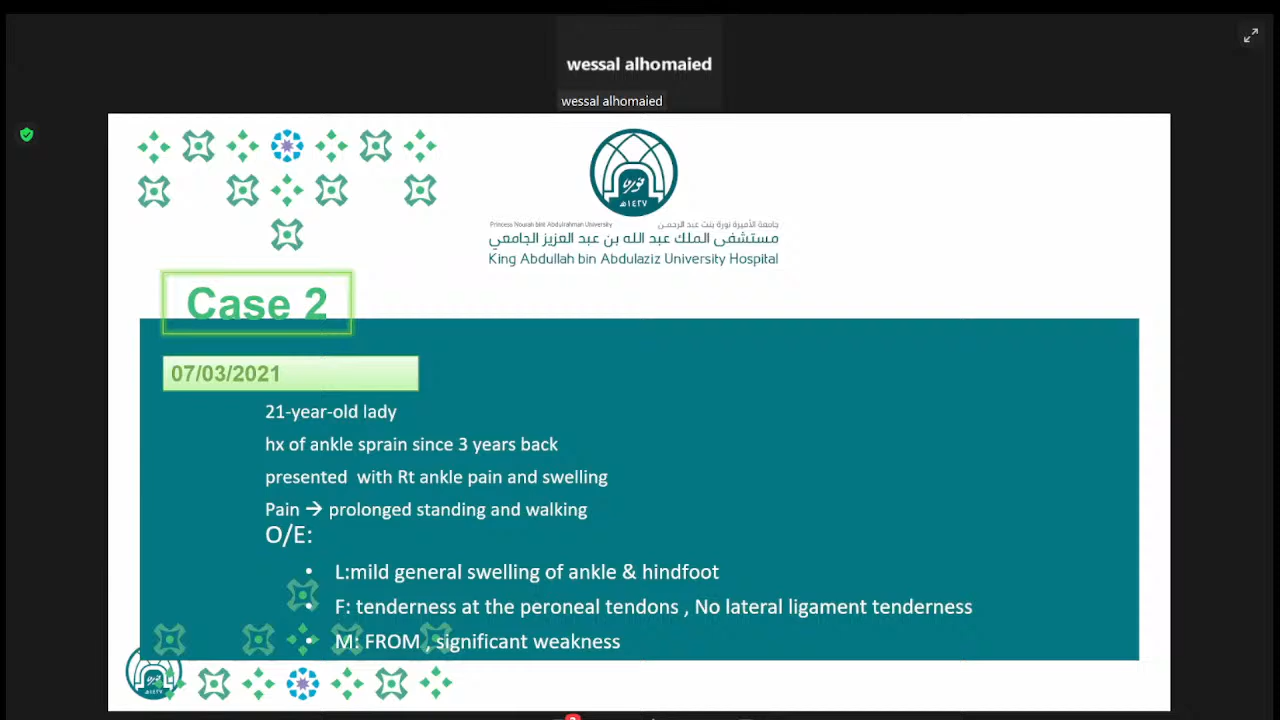 wessal alhomaied
wessal alhomaied
نورة
١٤٢٧هـ
Princess Nourah bint Abdulrahman University جامعة الأميرة نورة بنت عبد الرحمن
مستشفى الملك عبد الله بن عبد العزيز الجامعي
King Abdullah bin Abdulaziz University Hospital
Case 2
07/03/2021
21-year-old lady
hx of ankle sprain since 3 years back
presented with Rt ankle pain and swelling
Pain → prolonged standing and walking
O/E:
• L:mild general swelling of ankle & hindfoot
• F: tenderness at the peroneal tendons , No lateral ligament tenderness
• M: FROM , significant weakness